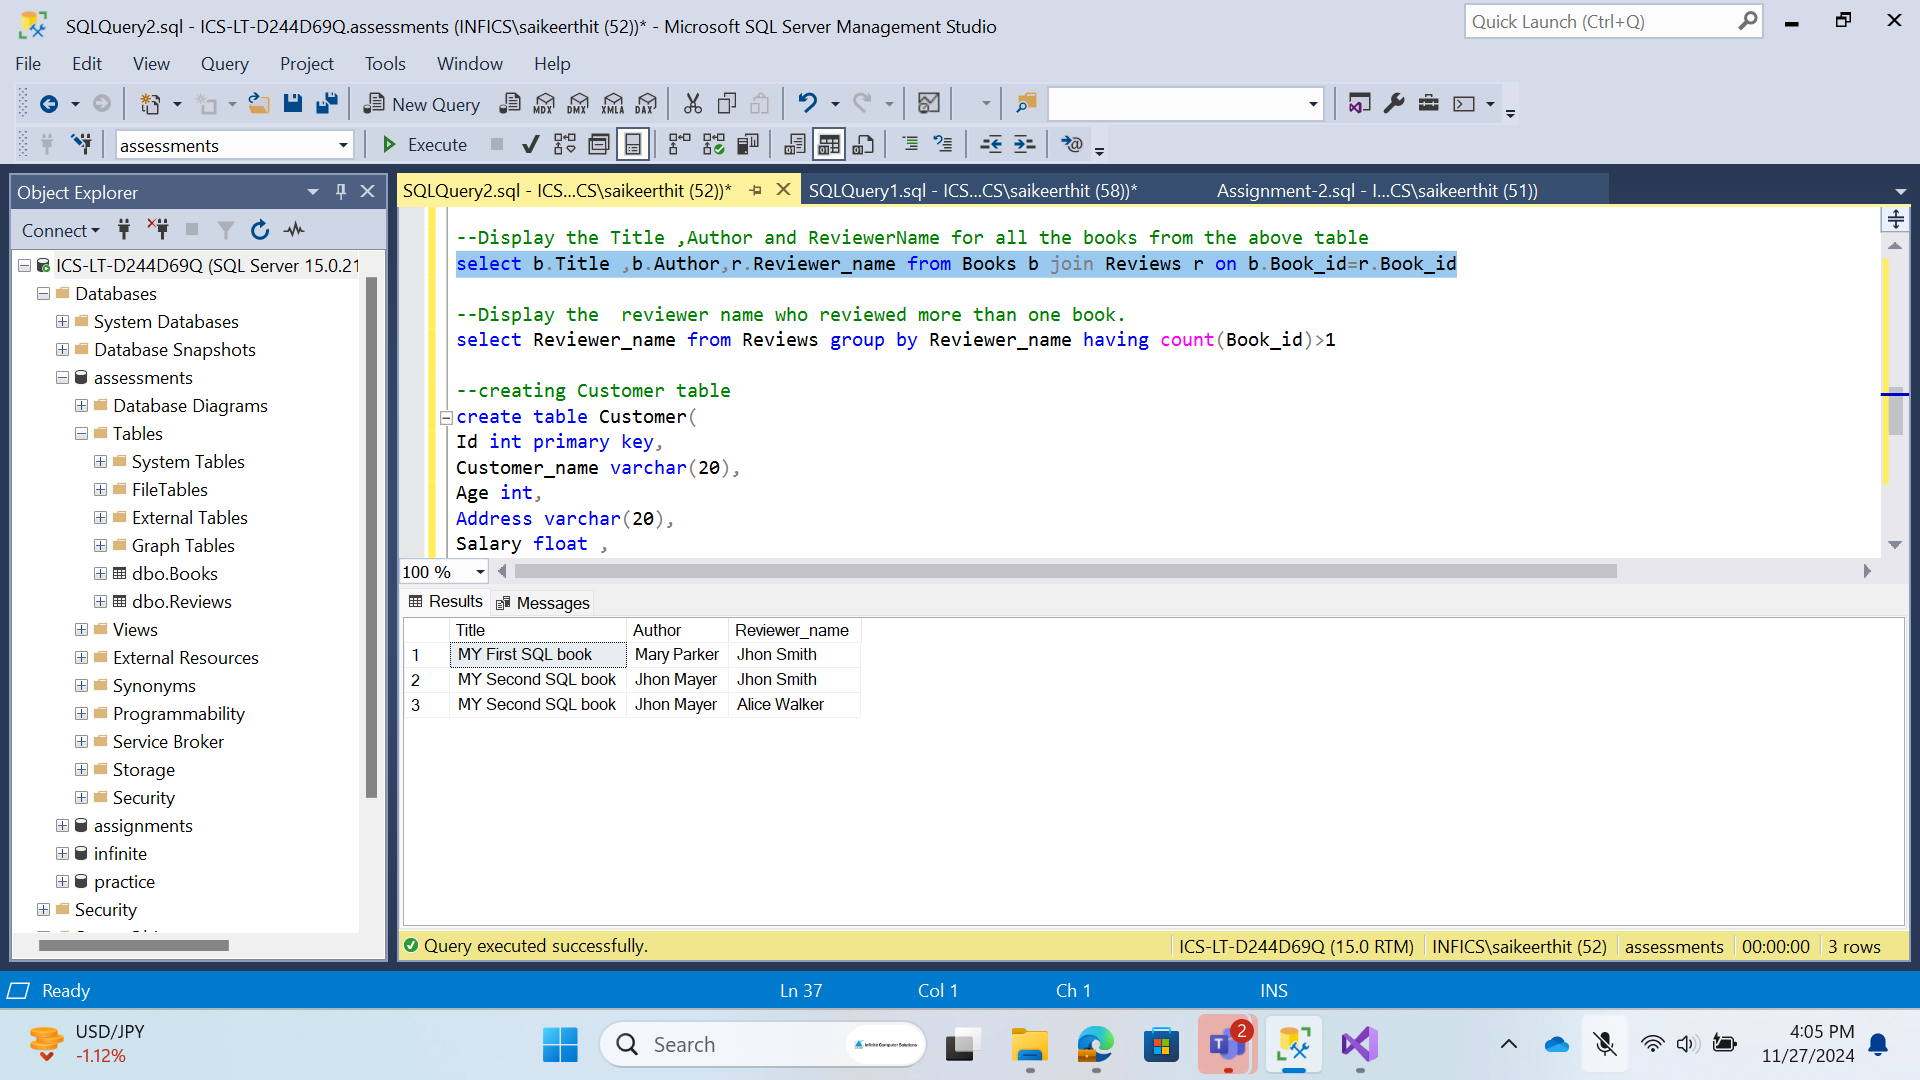 SQLQuery2.sql - ICS-LT-D244D69Q.assessments (INFICS\saikeerthit (52))* - Microsoft SQL Server Management Studio
Quick Launch (Ctrl+Q)
File Edit View Query Project Tools Window Help
New Query MDX DMX XMLA DAX
assessments Execute
Object Explorer
Connect
ICS-LT-D244D69Q (SQL Server 15.0.21
Databases
System Databases
Database Snapshots
assessments
Database Diagrams
Tables
System Tables
FileTables
External Tables
Graph Tables
dbo.Books
dbo.Reviews
Views
External Resources
Synonyms
Programmability
Service Broker
Storage
Security
assignments
infinite
practice
Security
SQLQuery2.sql - ICS...CS\saikeerthit (52))* SQLQuery1.sql - ICS...CS\saikeerthit (58))* Assignment-2.sql - I...CS\saikeerthit (51))
--Display the Title ,Author and ReviewerName for all the books from the above table
select b.Title ,b.Author,r.Reviewer_name from Books b join Reviews r on b.Book_id=r.Book_id
--Display the  reviewer name who reviewed more than one book.
select Reviewer_name from Reviews group by Reviewer_name having count(Book_id)>1
--creating Customer table
create table Customer(
Id int primary key,
Customer_name varchar(20),
Age int,
Address varchar(20),
Salary float ,
100 %
Results Messages
Title Author Reviewer_name
1 MY First SQL book Mary Parker Jhon Smith
2 MY Second SQL book Jhon Mayer Jhon Smith
3 MY Second SQL book Jhon Mayer Alice Walker
Query executed successfully. ICS-LT-D244D69Q (15.0 RTM) INFICS\saikeerthit (52) assessments 00:00:00 3 rows
Ready Ln 37 Col 1 Ch 1 INS
USD/JPY
-1.12%
Search
Infinite Computer Solutions
2
4:05 PM
11/27/2024